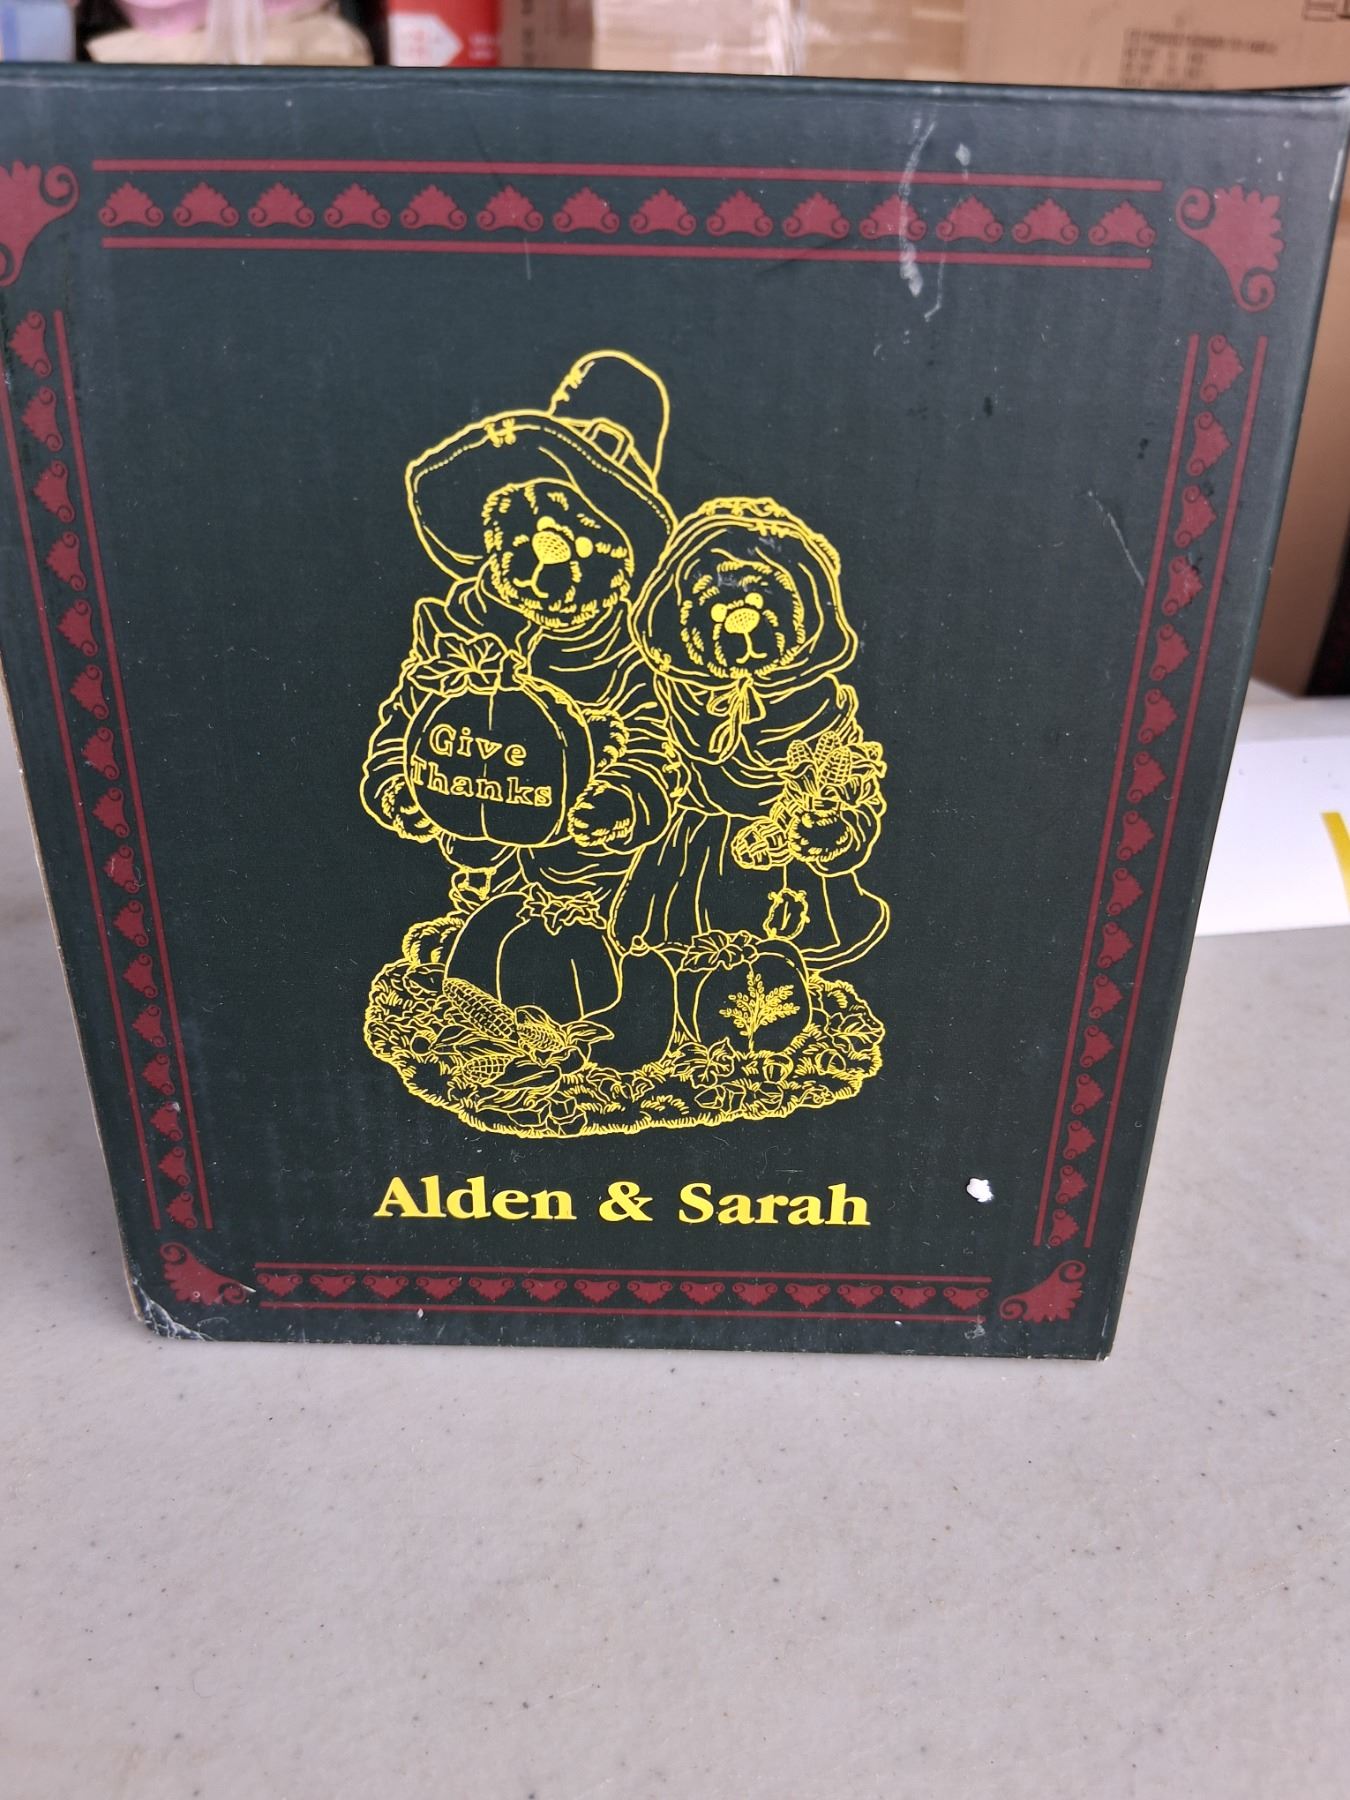 Give
Thanks
Alden & Sarah